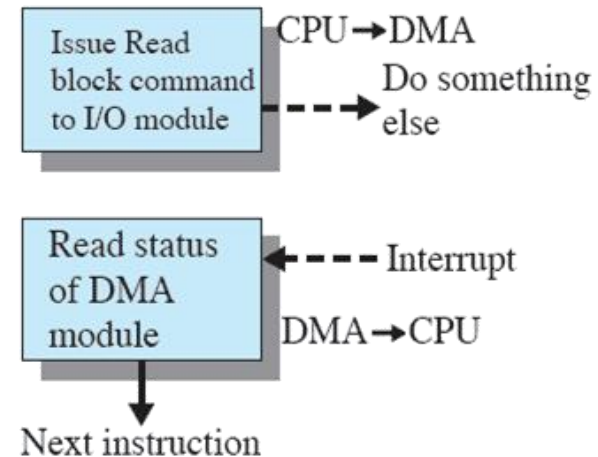 Issue Read
block command
to I/O module
CPU→DMA
Do something
else
Read status
of DMA
module
Interrupt
DMA→CPU
Next instruction